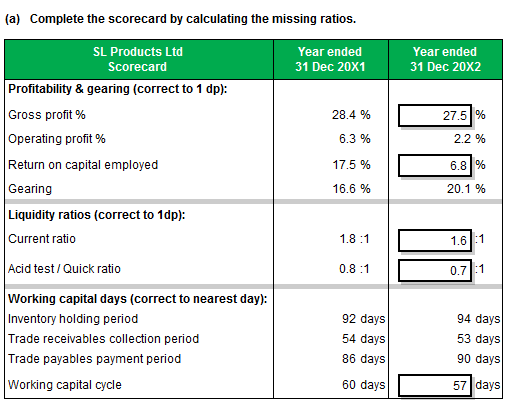 (a) Complete the scorecard by calculating the missing ratios.
SL Products Ltd Scorecard Year ended 31 Dec 20X1 Year ended 31 Dec 20X2
Profitability & gearing (correct to 1 dp):
Gross profit % 28.4 % 27.5 %
Operating profit % 6.3 % 2.2 %
Return on capital employed 17.5 % 6.8 %
Gearing 16.6 % 20.1 %
Liquidity ratios (correct to 1dp):
Current ratio 1.8 :1 1.6 :1
Acid test / Quick ratio 0.8 :1 0.7 :1
Working capital days (correct to nearest day):
Inventory holding period 92 days 94 days
Trade receivables collection period 54 days 53 days
Trade payables payment period 86 days 90 days
Working capital cycle 60 days 57 days